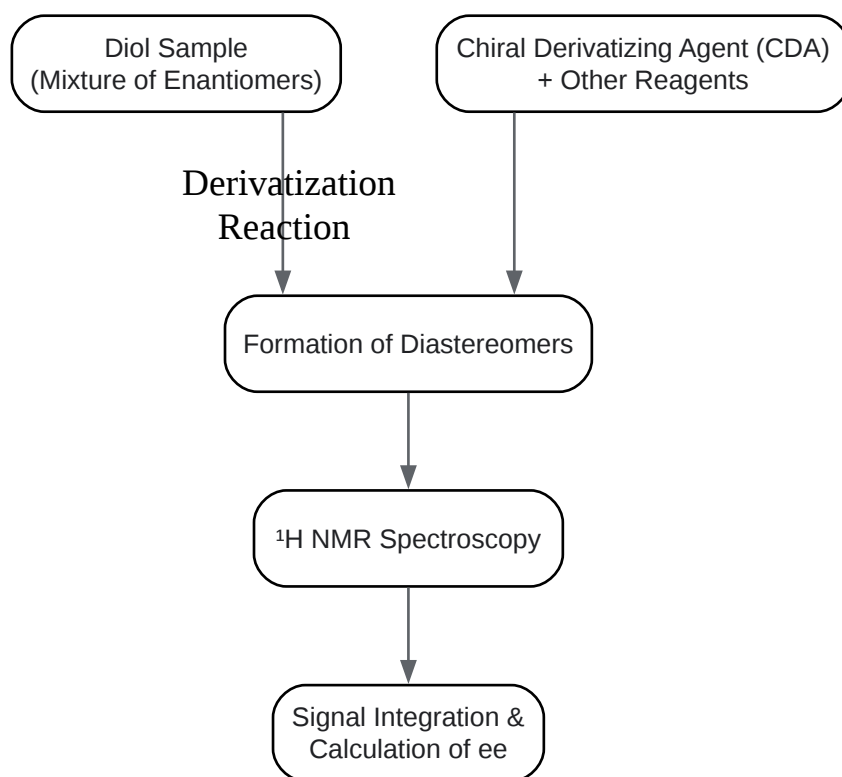 Diol Sample
(Mixture of Enantiomers)
Chiral Derivatizing Agent (CDA)
+ Other Reagents
Derivatization
Reaction
Formation of Diastereomers
¹H NMR Spectroscopy
Signal Integration &
Calculation of ee